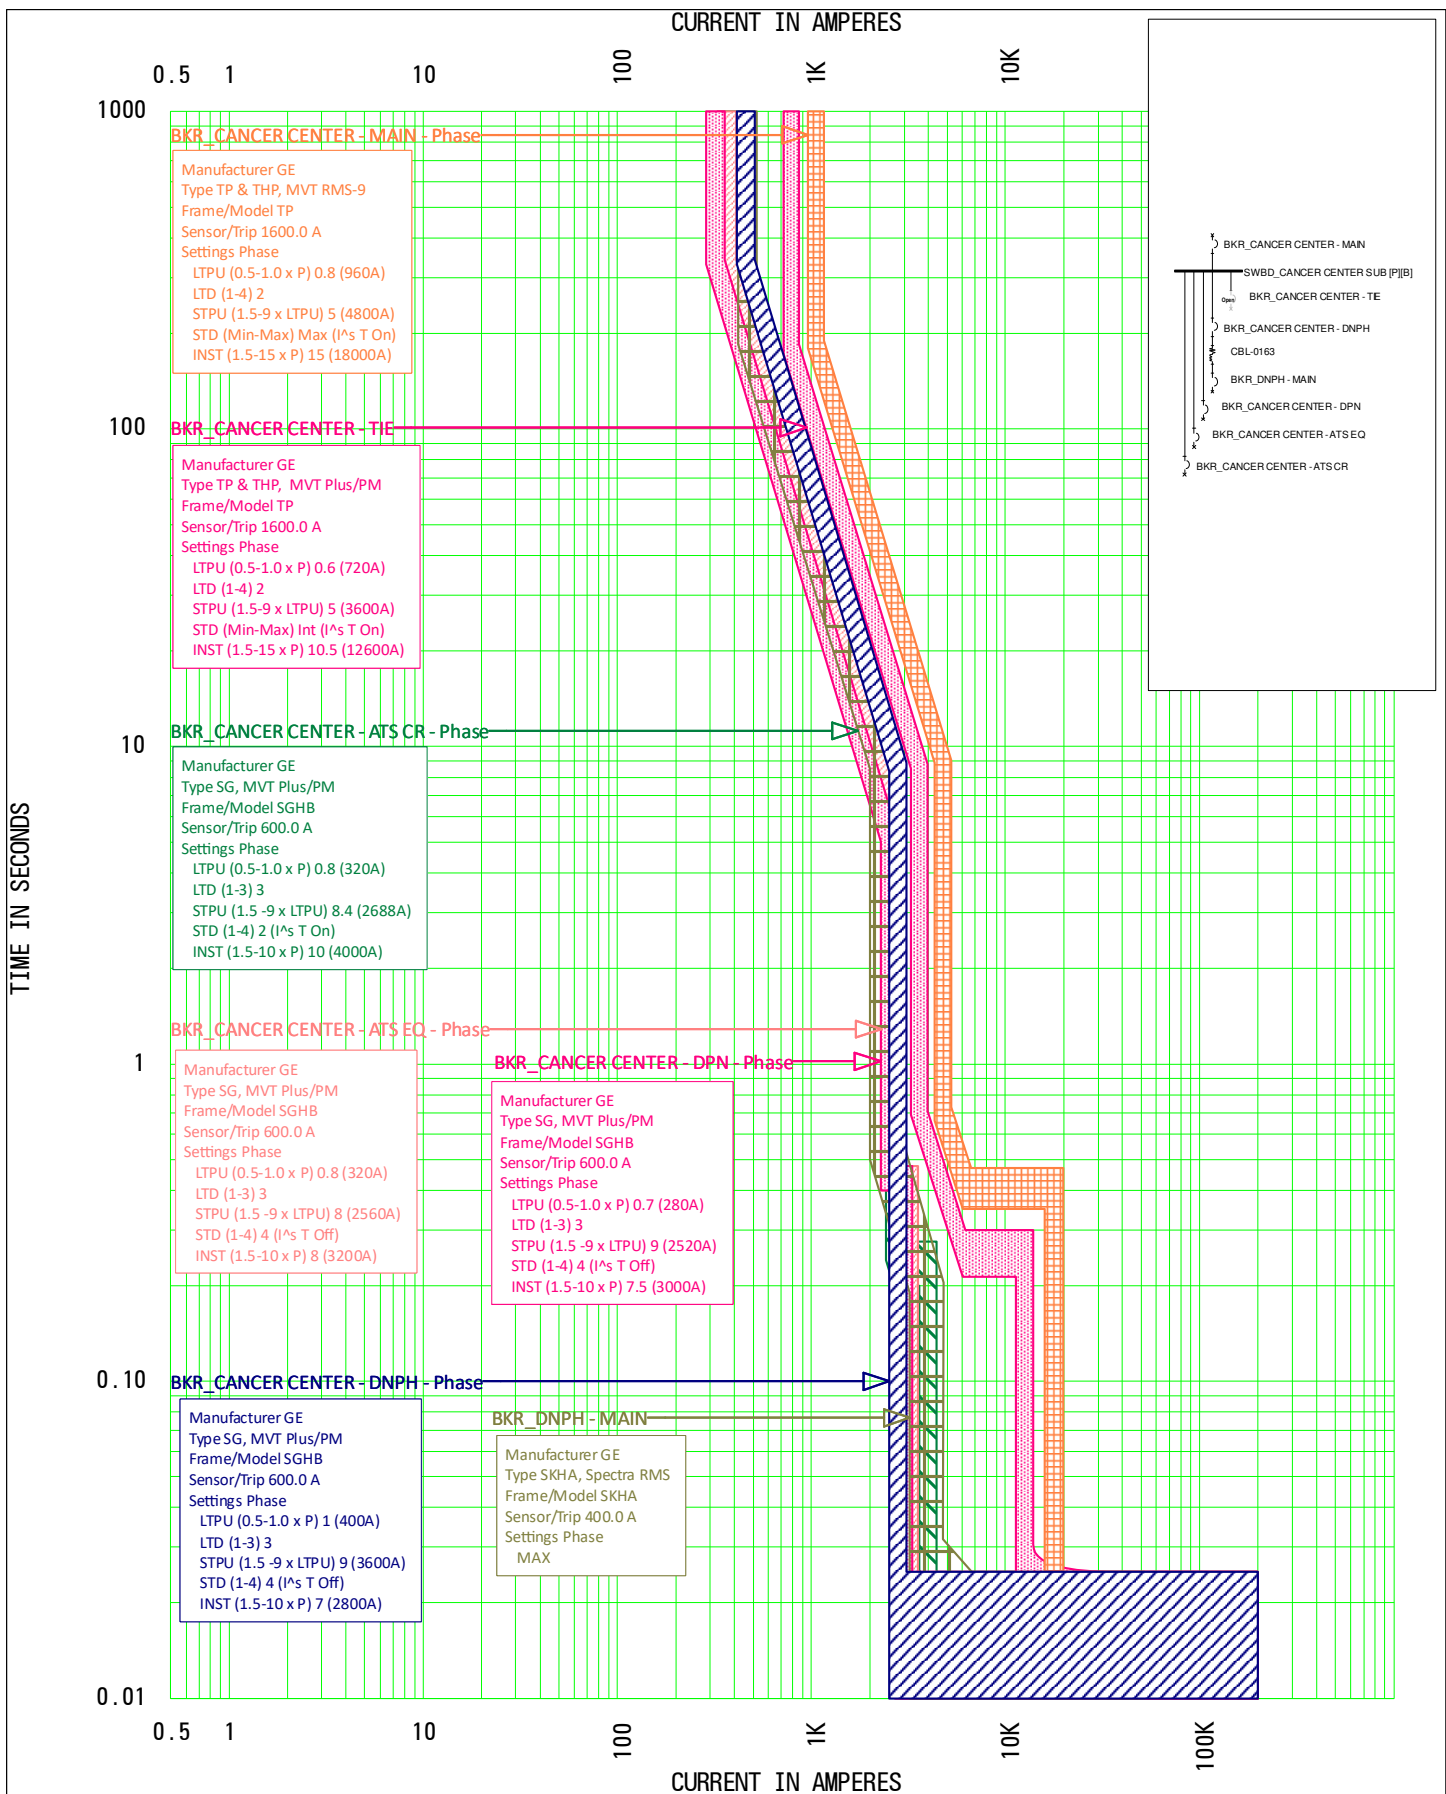 CURRENT IN AMPERES
0.5 1 10 100 1K 10K
1000
100
10
1
0.10
0.01
TIME IN SECONDS
BKR_CANCER CENTER - MAIN - Phase
Manufacturer GE
Type TP & THP, MVT RMS-9
Frame/Model TP
Sensor/Trip 1600.0 A
Settings Phase
LTPU (0.5-1.0 x P) 0.8 (960A)
LTD (1-4) 2
STPU (1.5-9 x LTPU) 5 (4800A)
STD (Min-Max) Max (I^s T On)
INST (1.5-15 x P) 15 (18000A)
BKR_CANCER CENTER - TIE
Manufacturer GE
Type TP & THP, MVT Plus/PM
Frame/Model TP
Sensor/Trip 1600.0 A
Settings Phase
LTPU (0.5-1.0 x P) 0.6 (720A)
LTD (1-4) 2
STPU (1.5-9 x LTPU) 5 (3600A)
STD (Min-Max) Int (I^s T On)
INST (1.5-15 x P) 10.5 (12600A)
BKR_CANCER CENTER - ATS CR - Phase
Manufacturer GE
Type SG, MVT Plus/PM
Frame/Model SGHB
Sensor/Trip 600.0 A
Settings Phase
LTPU (0.5-1.0 x P) 0.8 (320A)
LTD (1-3) 3
STPU (1.5 -9 x LTPU) 8.4 (2688A)
STD (1-4) 2 (I^s T On)
INST (1.5-10 x P) 10 (4000A)
BKR_CANCER CENTER - ATS EQ - Phase
Manufacturer GE
Type SG, MVT Plus/PM
Frame/Model SGHB
Sensor/Trip 600.0 A
Settings Phase
LTPU (0.5-1.0 x P) 0.8 (320A)
LTD (1-3) 3
STPU (1.5 -9 x LTPU) 8 (2560A)
STD (1-4) 4 (I^s T Off)
INST (1.5-10 x P) 8 (3200A)
BKR_CANCER CENTER - DPN - Phase
Manufacturer GE
Type SG, MVT Plus/PM
Frame/Model SGHB
Sensor/Trip 600.0 A
Settings Phase
LTPU (0.5-1.0 x P) 0.7 (280A)
LTD (1-3) 3
STPU (1.5 -9 x LTPU) 9 (2520A)
STD (1-4) 4 (I^s T Off)
INST (1.5-10 x P) 7.5 (3000A)
BKR_CANCER CENTER - DNPH - Phase
Manufacturer GE
Type SG, MVT Plus/PM
Frame/Model SGHB
Sensor/Trip 600.0 A
Settings Phase
LTPU (0.5-1.0 x P) 1 (400A)
LTD (1-3) 3
STPU (1.5 -9 x LTPU) 9 (3600A)
STD (1-4) 4 (I^s T Off)
INST (1.5-10 x P) 7 (2800A)
BKR_DNPH - MAIN
Manufacturer GE
Type SKHA, Spectra RMS
Frame/Model SKHA
Sensor/Trip 400.0 A
Settings Phase
MAX
BKR_CANCER CENTER - MAIN
SWBD_CANCER CENTER SUB [P][B]
Open
BKR_CANCER CENTER - TIE
BKR_CANCER CENTER - DNPH
CBL-0163
BKR_DNPH - MAIN
BKR_CANCER CENTER - DPN
BKR_CANCER CENTER - ATS EQ
BKR_CANCER CENTER - ATS CR
0.5 1 10 100 1K 10K 100K
CURRENT IN AMPERES